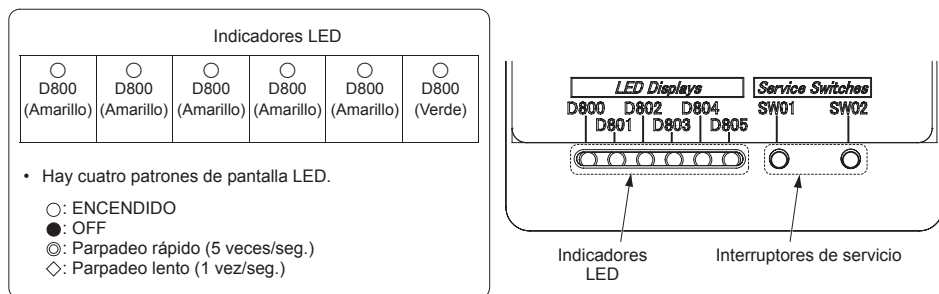 Indicadores LED
○ ○ ○ ○ ○ ○
D800 D800 D800 D800 D800 D800
(Amarillo) (Amarillo) (Amarillo) (Amarillo) (Amarillo) (Verde)
• Hay cuatro patrones de pantalla LED.
○: ENCENDIDO
●: OFF
◎: Parpadeo rápido (5 veces/seg.)
◇: Parpadeo lento (1 vez/seg.)
LED Displays Service Switches
D800 D802 D804 SW01 SW02
D801 D803 D805
Indicadores
LED
Interruptores de servicio